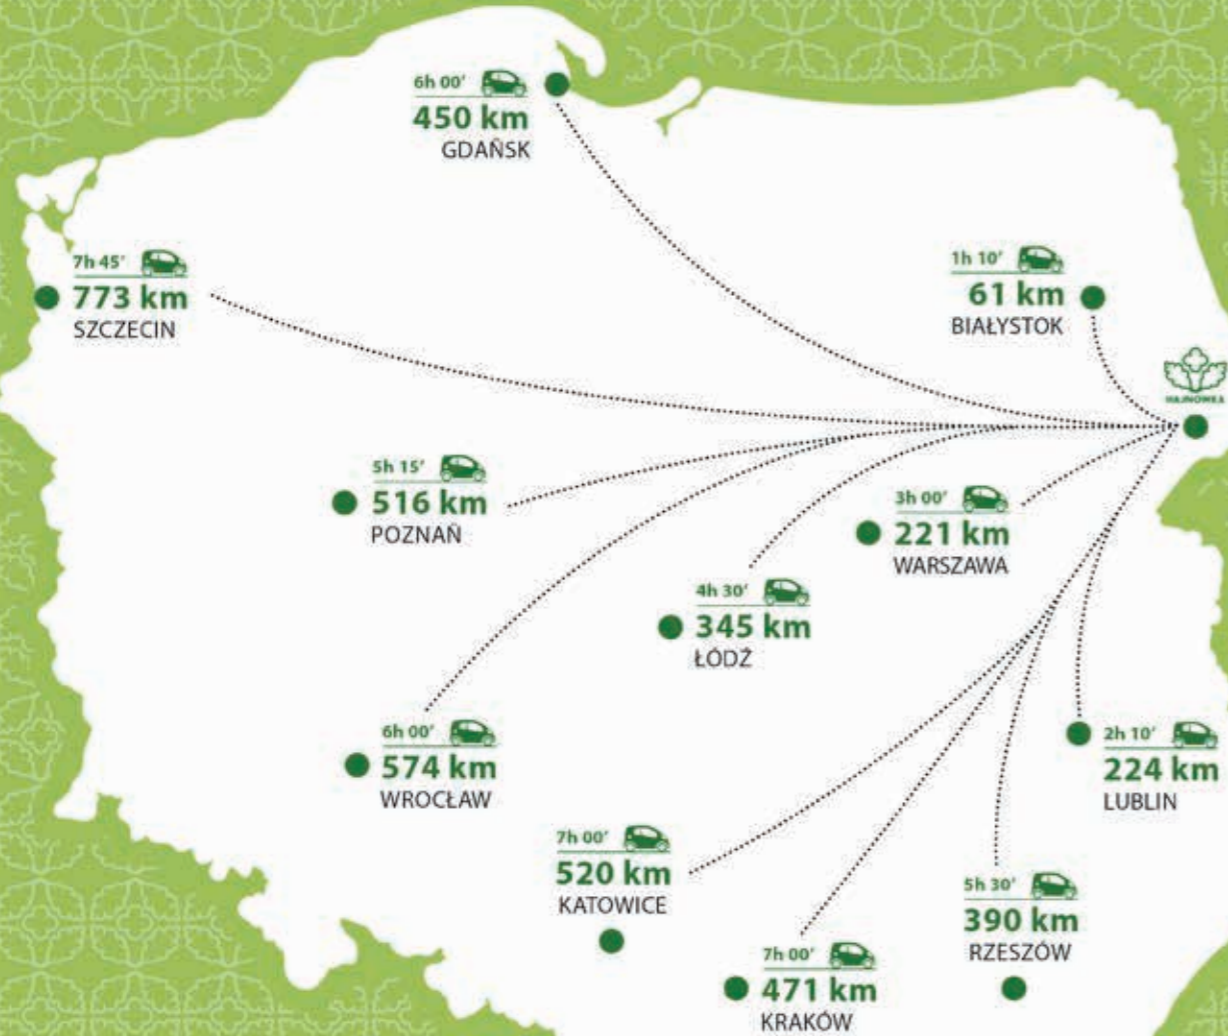 6h 00'
450 km
GDAŃSK
7h 45'
773 km
SZCZECIN
1h 10'
61 km
BIAŁYSTOK
HAJNÓWKA
5h 15'
516 km
POZNAŃ
3h 00'
221 km
WARSZAWA
4h 30'
345 km
ŁÓDŹ
6h 00'
574 km
WROCŁAW
2h 10'
224 km
LUBLIN
7h 00'
520 km
KATOWICE
5h 30'
390 km
RZESZÓW
7h 00'
471 km
KRAKÓW